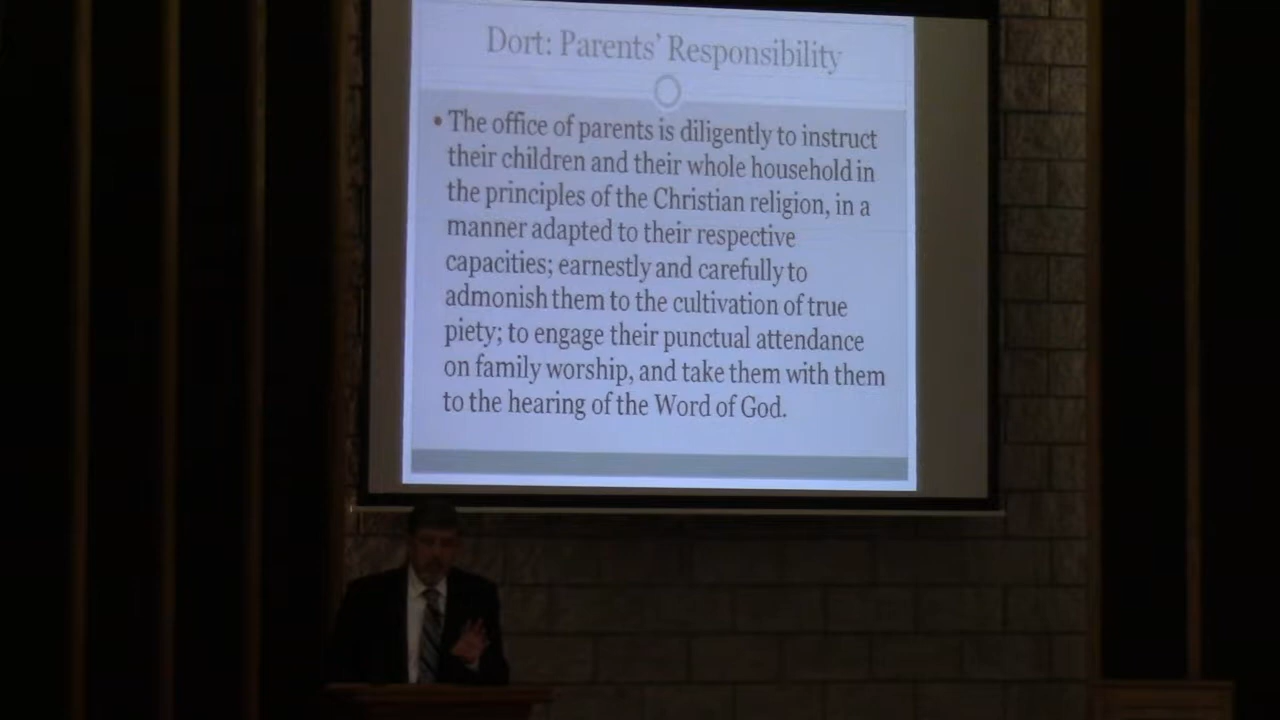 Dort: Parents' Responsibility
• The office of parents is diligently to instruct
their children and their whole household in
the principles of the Christian religion, in a
manner adapted to their respective
capacities; earnestly and carefully to
admonish them to the cultivation of true
piety; to engage their punctual attendance
on family worship, and take them with them
to the hearing of the Word of God.